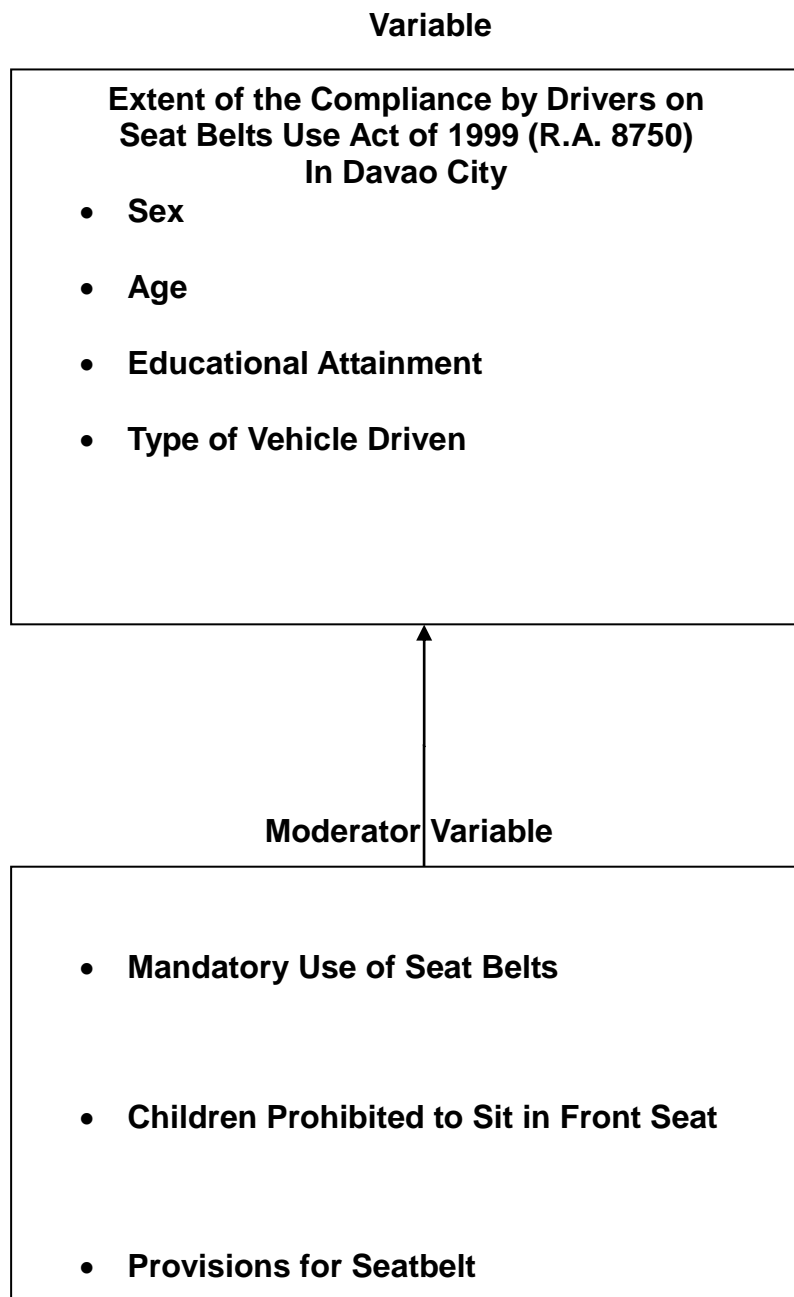 Variable
Extent of the Compliance by Drivers on
Seat Belts Use Act of 1999 (R.A. 8750)
In Davao City
• Sex
• Age
• Educational Attainment
• Type of Vehicle Driven
Moderator Variable
• Mandatory Use of Seat Belts
• Children Prohibited to Sit in Front Seat
• Provisions for Seatbelt